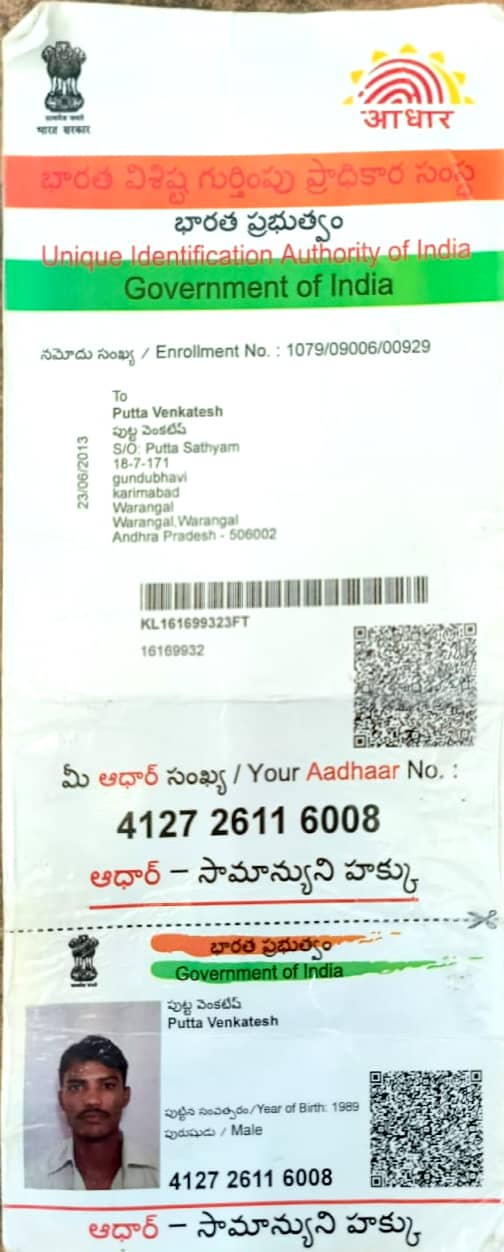 भारत सरकार
आधार
భారత విశిష్ట గుర్తింపు ప్రాధికార సంస్థ
భారత ప్రభుత్వం
Unique Identification Authority of India
Government of India
నమోదు సంఖ్య / Enrollment No. : 1079/09006/00929
To
Putta Venkatesh
పుట్ట వెంకటేష్
S/O: Putta Sathyam
18-7-171
gundubhavi
karimabad
Warangal
Warangal,Warangal
Andhra Pradesh - 506002
23/06/2013
KL161699323FT
16169932
మీ ఆధార్ సంఖ్య / Your Aadhaar No. :
4127 2611 6008
ఆధార్ – సామాన్యుని హక్కు
భారత ప్రభుత్వం
Government of India
పుట్ట వెంకటేష్
Putta Venkatesh
పుట్టిన సంవత్సరం/Year of Birth: 1989
పురుషుడు / Male
4127 2611 6008
ఆధార్ – సామాన్యుని హక్కు